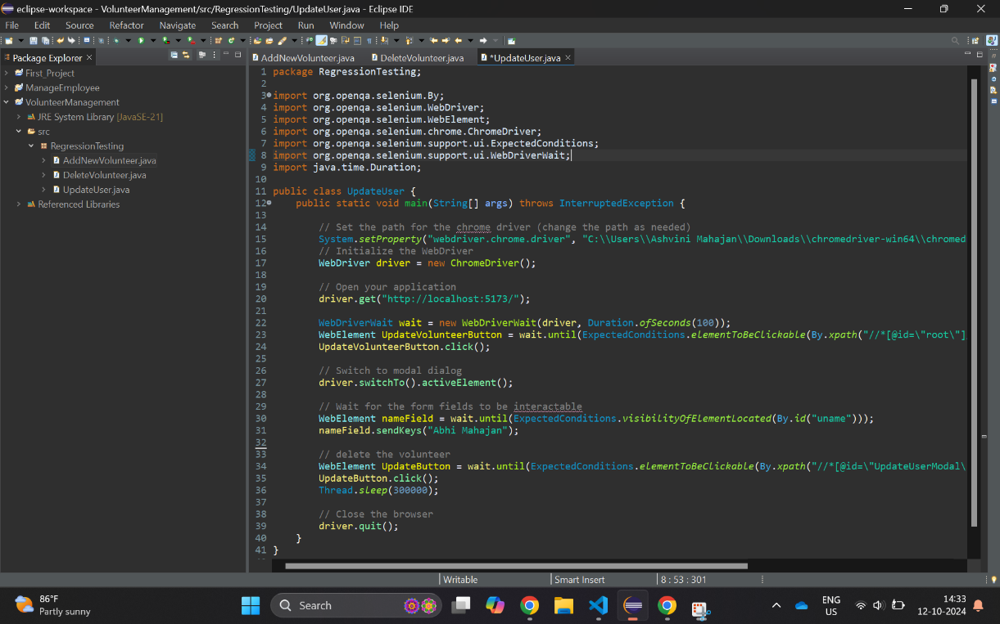 eclipse-workspace - VolunteerManagement/src/RegressionTesting/UpdateUser.java - Eclipse IDE
File Edit Source Refactor Navigate Search Project Run Window Help
Package Explorer
AddNewVolunteer.java DeleteVolunteer.java *UpdateUser.java
First_Project
ManageEmployee
VolunteerManagement
JRE System Library [JavaSE-21]
src
RegressionTesting
AddNewVolunteer.java
DeleteVolunteer.java
UpdateUser.java
Referenced Libraries
1 package RegressionTesting;
2
3 import org.openqa.selenium.By;
4 import org.openqa.selenium.WebDriver;
5 import org.openqa.selenium.WebElement;
6 import org.openqa.selenium.chrome.ChromeDriver;
7 import org.openqa.selenium.support.ui.ExpectedConditions;
8 import org.openqa.selenium.support.ui.WebDriverWait;
9 import java.time.Duration;
10
11 public class UpdateUser {
12 public static void main(String[] args) throws InterruptedException {
13
14 // Set the path for the chrome driver (change the path as needed)
15 System.setProperty("webdriver.chrome.driver", "C:\\Users\\Ashvini Mahajan\\Downloads\\chromedriver-win64\\chromed
16 // Initialize the WebDriver
17 WebDriver driver = new ChromeDriver();
18
19 // Open your application
20 driver.get("http://localhost:5173/");
21
22 WebDriverWait wait = new WebDriverWait(driver, Duration.ofSeconds(100));
23 WebElement UpdateVolunteerButton = wait.until(ExpectedConditions.elementToBeClickable(By.xpath("//*[@id=\"root\"]
24 UpdateVolunteerButton.click();
25
26 // Switch to modal dialog
27 driver.switchTo().activeElement();
28
29 // Wait for the form fields to be interactable
30 WebElement nameField = wait.until(ExpectedConditions.visibilityOfElementLocated(By.id("uname")));
31 nameField.sendKeys("Abhi Mahajan");
32
33 // delete the volunteer
34 WebElement UpdateButton = wait.until(ExpectedConditions.elementToBeClickable(By.xpath("//*[@id=\"UpdateUserModal\
35 UpdateButton.click();
36 Thread.sleep(300000);
37
38 // Close the browser
39 driver.quit();
40 }
41 }
Writable Smart Insert 8 : 53 : 301
86°F
Partly sunny
Search
ENG
US
14:33
12-10-2024